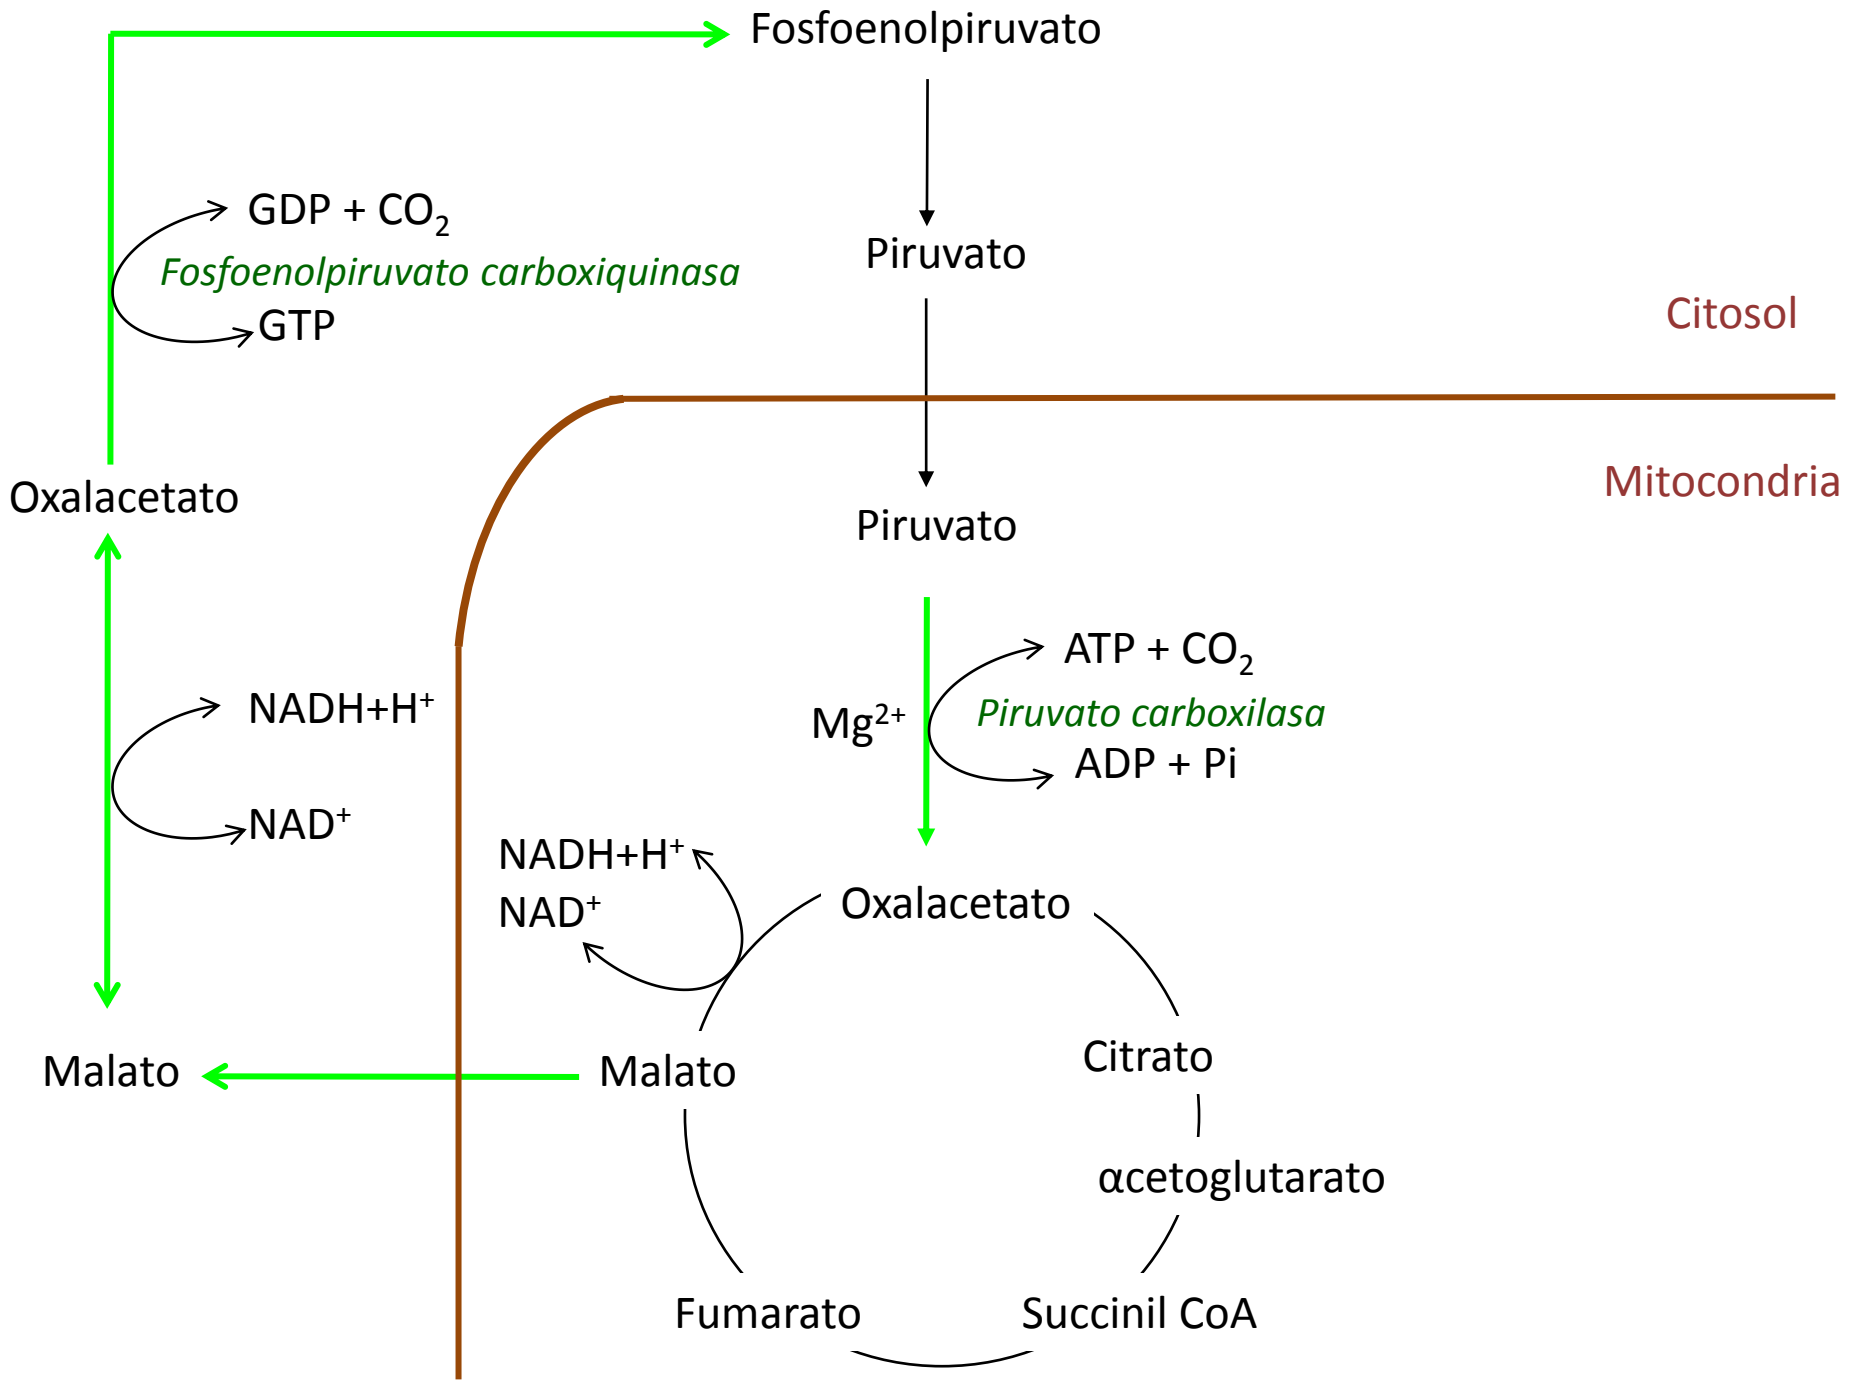 Fosfoenolpiruvato
GDP + CO₂
Fosfoenolpiruvato carboxiquinasa
GTP
Piruvato
Citosol
Mitocondria
Oxalacetato
Piruvato
ATP + CO₂
Mg²⁺
Piruvato carboxilasa
ADP + Pi
NADH+H⁺
NAD⁺
NADH+H⁺
NAD⁺
Oxalacetato
Malato
Malato
Citrato
αcetoglutarato
Fumarato
Succinil CoA